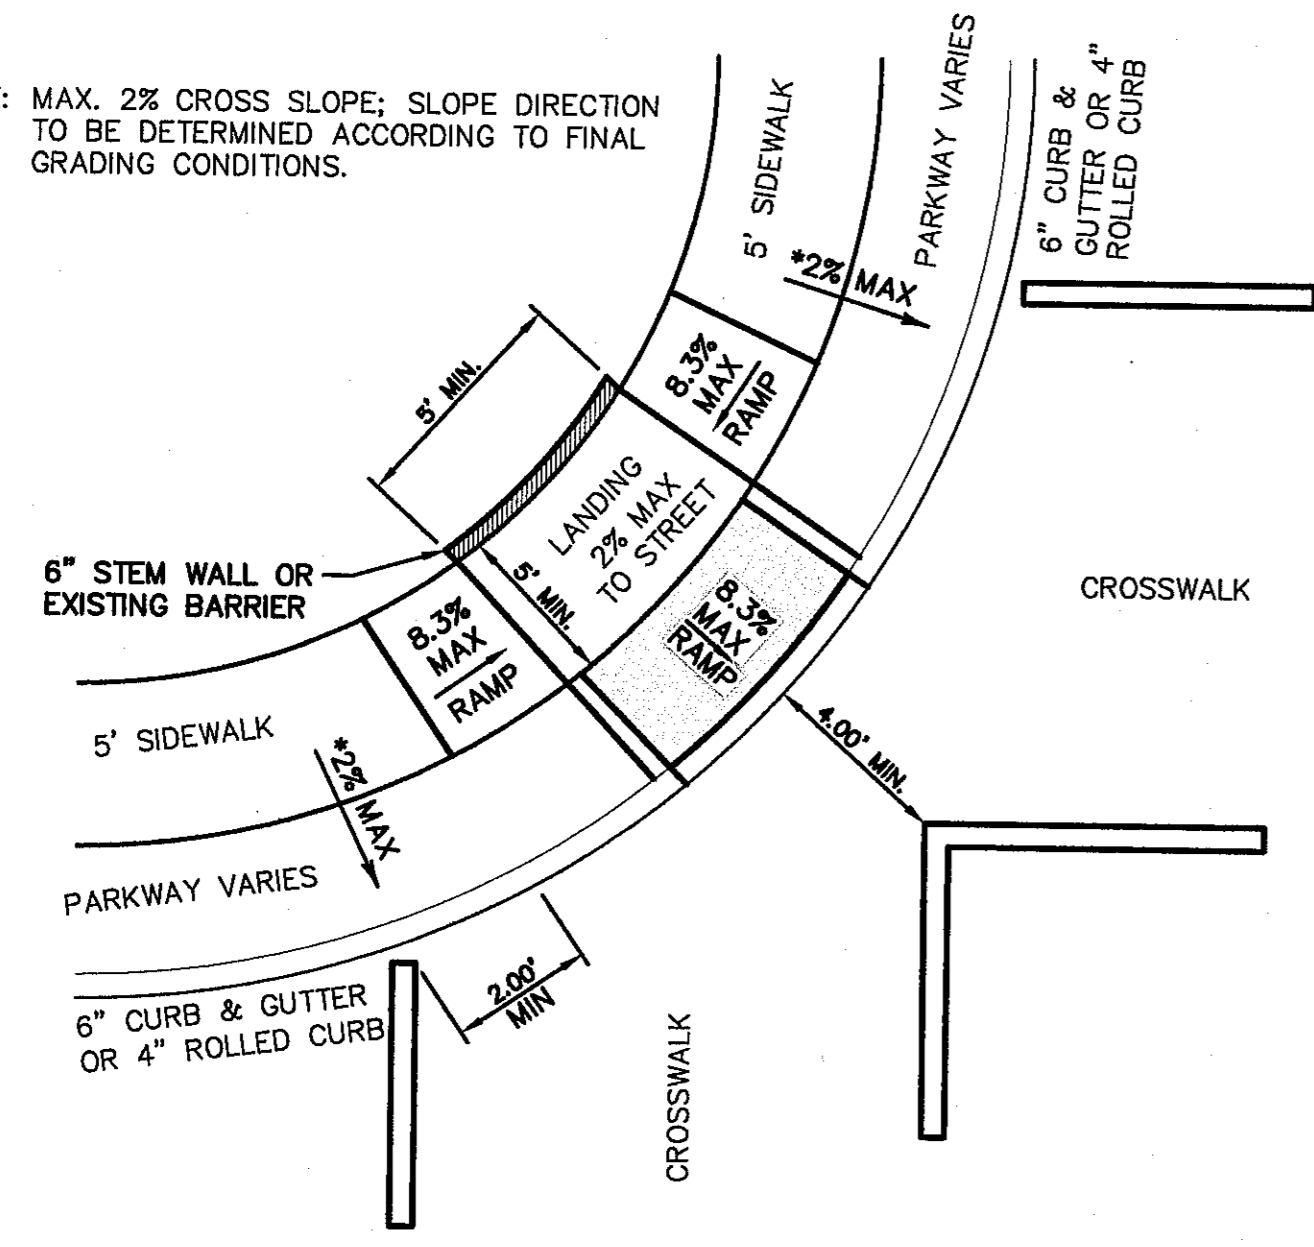 : MAX. 2% CROSS SLOPE; SLOPE DIRECTION
TO BE DETERMINED ACCORDING TO FINAL
GRADING CONDITIONS.
5' SIDEWALK
PARKWAY VARIES
6" CURB &
GUTTER OR 4"
ROLLED CURB
*2% MAX
8.3%
MAX
RAMP
5' MIN.
LANDING
2% MAX
TO STREET
5' MIN.
6" STEM WALL OR
EXISTING BARRIER
8.3%
MAX
RAMP
8.3%
MAX
RAMP
CROSSWALK
5' SIDEWALK
*2% MAX
4.00' MIN.
PARKWAY VARIES
2.00'
MIN
6" CURB & GUTTER
OR 4" ROLLED CURB
CROSSWALK